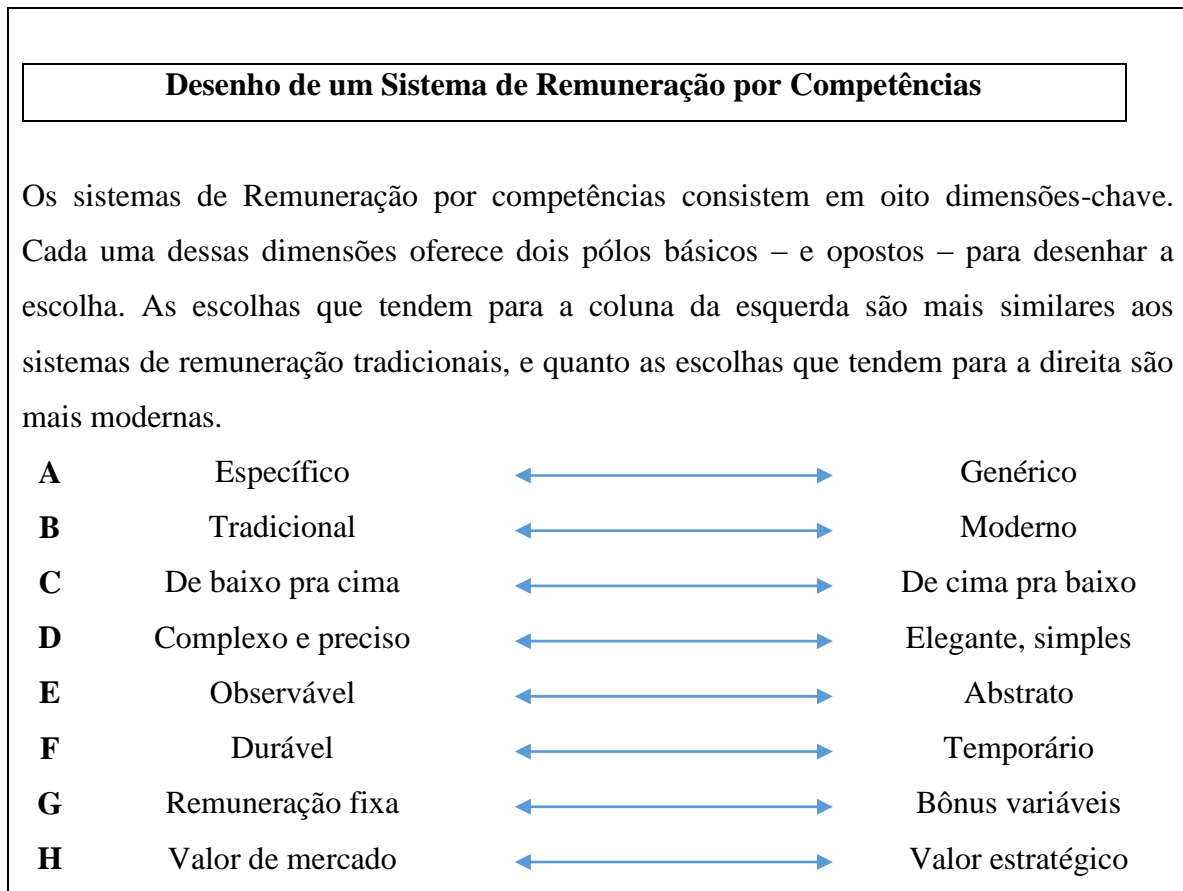 Desenho de um Sistema de Remuneração por Competências
Os sistemas de Remuneração por competências consistem em oito dimensões-chave.
Cada uma dessas dimensões oferece dois pólos básicos – e opostos – para desenhar a
escolha. As escolhas que tendem para a coluna da esquerda são mais similares aos
sistemas de remuneração tradicionais, e quanto as escolhas que tendem para a direita são
mais modernas.
A Específico Genérico
B Tradicional Moderno
C De baixo pra cima De cima pra baixo
D Complexo e preciso Elegante, simples
E Observável Abstrato
F Durável Temporário
G Remuneração fixa Bônus variáveis
H Valor de mercado Valor estratégico